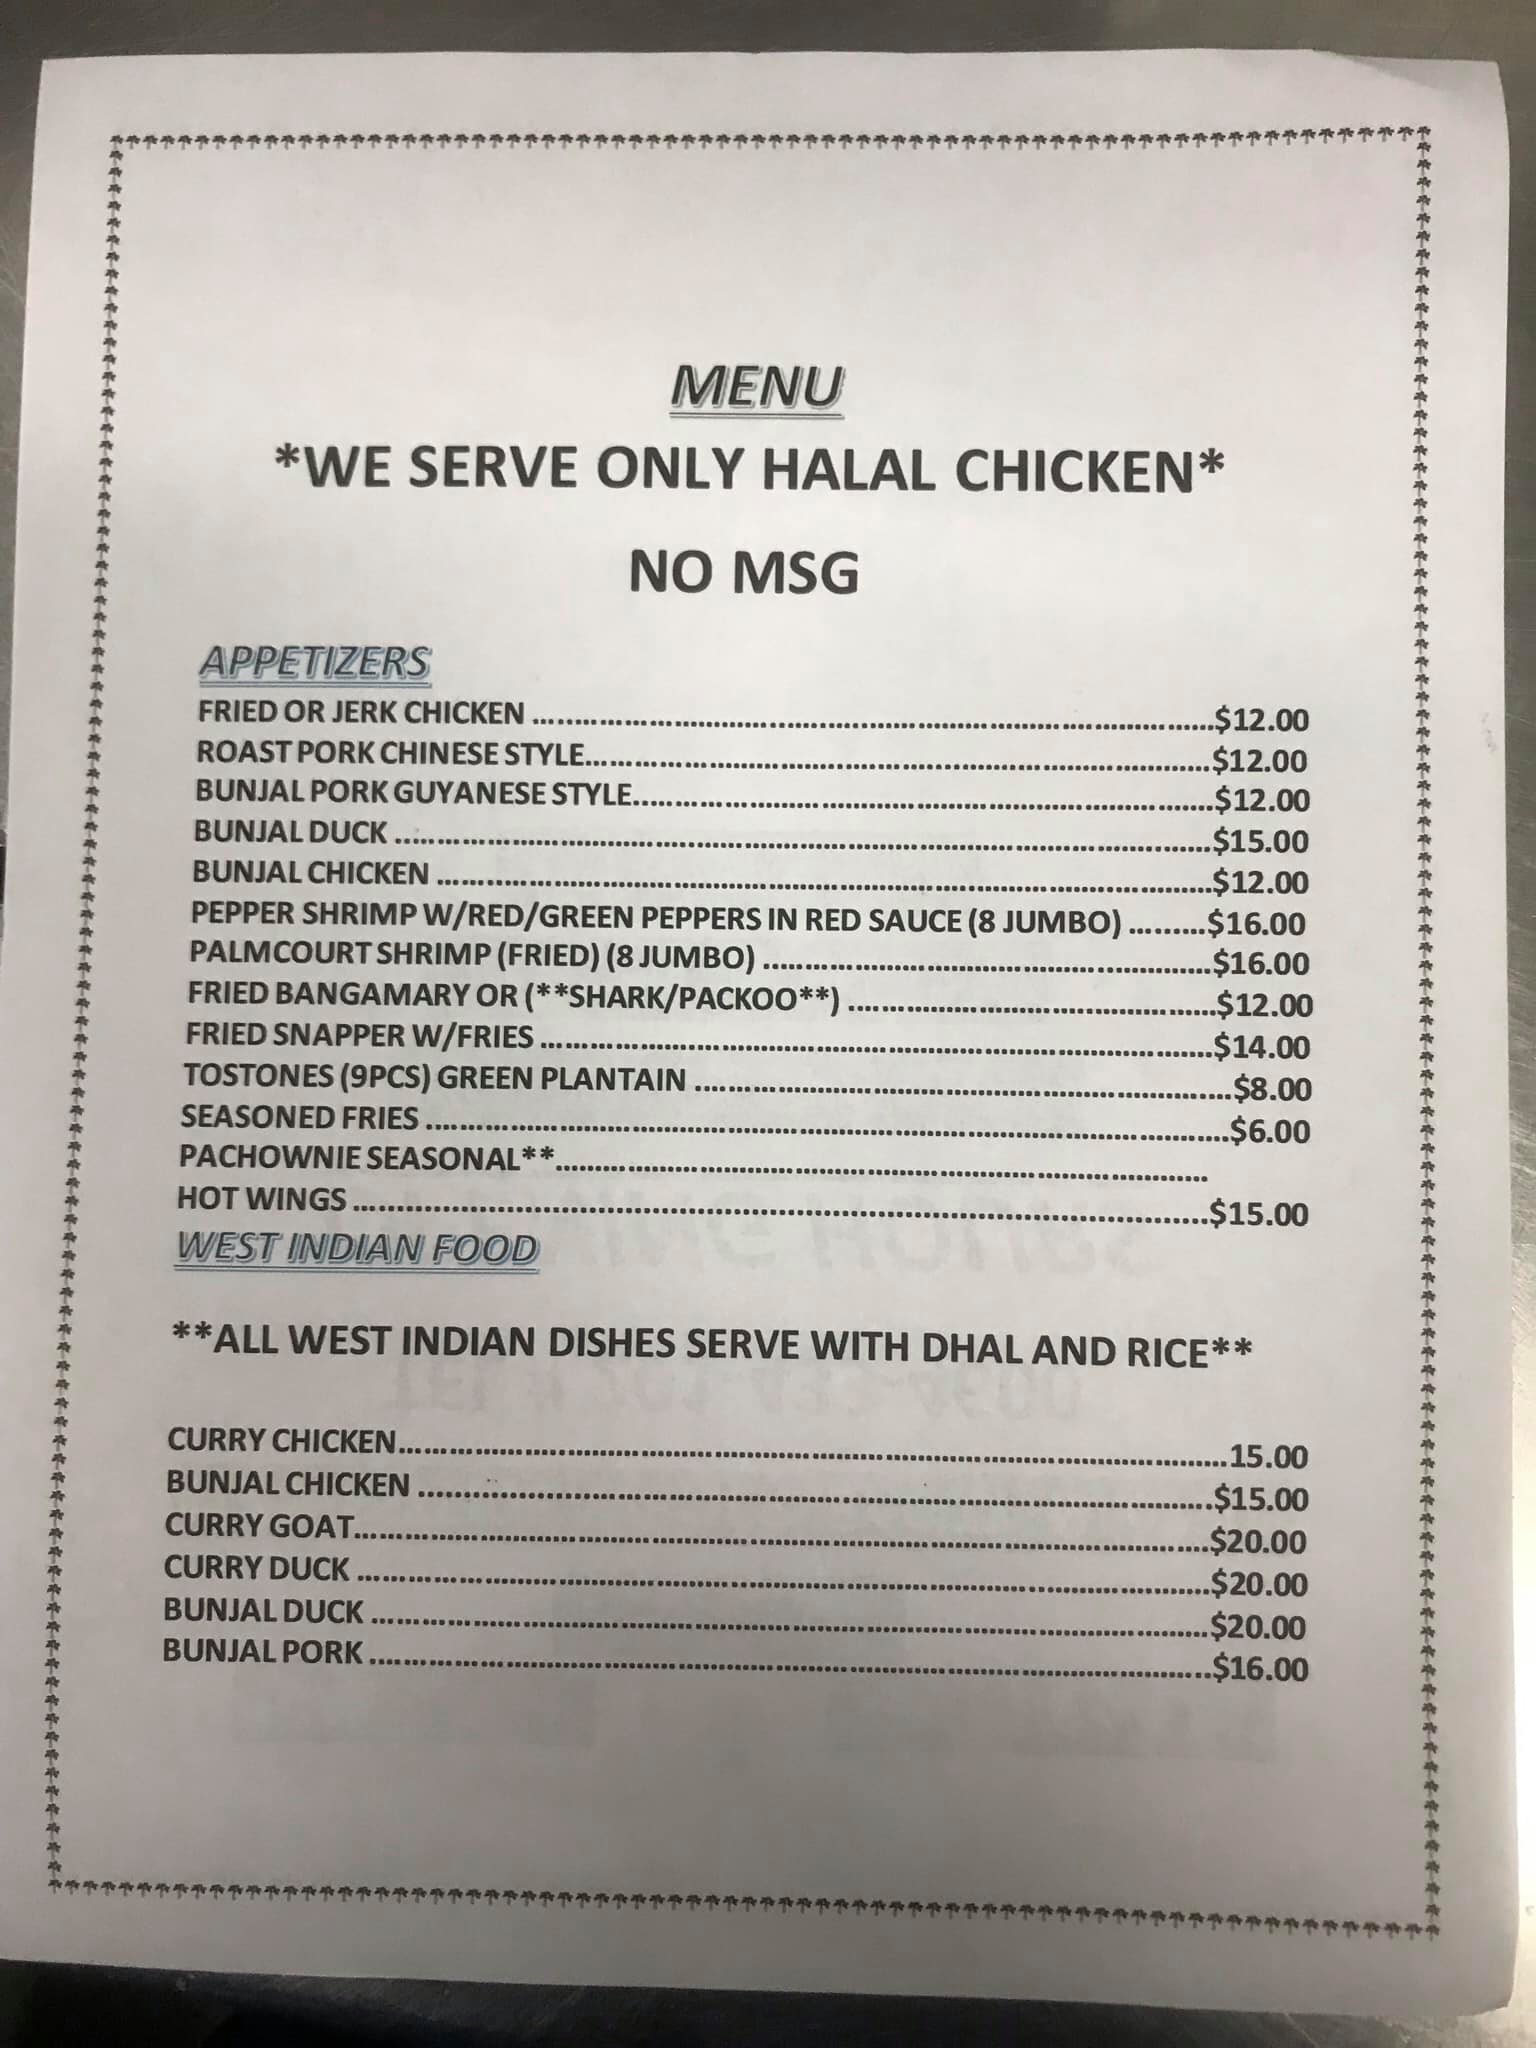 MENU
*WE SERVE ONLY HALAL CHICKEN*
NO MSG
APPETIZERS
FRIED OR JERK CHICKEN ........................$12.00
ROAST PORK CHINESE STYLE........................$12.00
BUNJAL PORK GUYANESE STYLE........................$12.00
BUNJAL DUCK ........................$15.00
BUNJAL CHICKEN ........................$12.00
PEPPER SHRIMP W/RED/GREEN PEPPERS IN RED SAUCE (8 JUMBO) .........$16.00
PALMCOURT SHRIMP (FRIED) (8 JUMBO) ........................$16.00
FRIED BANGAMARY OR (**SHARK/PACKOO**) ........................$12.00
FRIED SNAPPER W/FRIES ........................$14.00
TOSTONES (9PCS) GREEN PLANTAIN ........................$8.00
SEASONED FRIES ........................$6.00
PACHOWNIE SEASONAL**........................
HOT WINGS ........................$15.00
WEST INDIAN FOOD
**ALL WEST INDIAN DISHES SERVE WITH DHAL AND RICE**
CURRY CHICKEN........................15.00
BUNJAL CHICKEN ........................$15.00
CURRY GOAT........................$20.00
CURRY DUCK ........................$20.00
BUNJAL DUCK ........................$20.00
BUNJAL PORK ........................$16.00